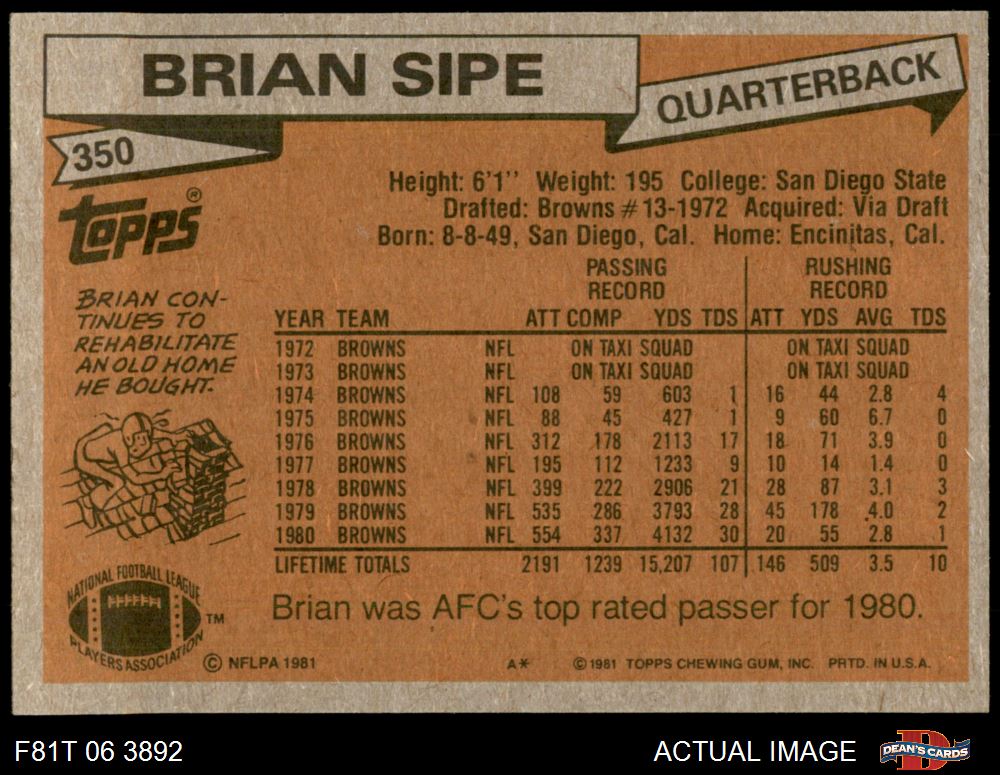 BRIAN SIPE
QUARTERBACK
350
TOPPS®
Height: 6'1'' Weight: 195 College: San Diego State
Drafted: Browns #13-1972 Acquired: Via Draft
Born: 8-8-49, San Diego, Cal. Home: Encinitas, Cal.
BRIAN CON-
TINUES TO
REHABILITATE
AN OLD HOME
HE BOUGHT.
PASSING RUSHING
RECORD RECORD
YEAR TEAM ATT COMP YDS TDS ATT YDS AVG TDS
1972 BROWNS NFL ON TAXI SQUAD ON TAXI SQUAD
1973 BROWNS NFL ON TAXI SQUAD ON TAXI SQUAD
1974 BROWNS NFL 108 59 603 1 16 44 2.8 4
1975 BROWNS NFL 88 45 427 1 9 60 6.7 0
1976 BROWNS NFL 312 178 2113 17 18 71 3.9 0
1977 BROWNS NFL 195 112 1233 9 10 14 1.4 0
1978 BROWNS NFL 399 222 2906 21 28 87 3.1 3
1979 BROWNS NFL 535 286 3793 28 45 178 4.0 2
1980 BROWNS NFL 554 337 4132 30 20 55 2.8 1
LIFETIME TOTALS 2191 1239 15,207 107 146 509 3.5 10
Brian was AFC's top rated passer for 1980.
NATIONAL FOOTBALL LEAGUE
PLAYERS
PLAYERS ASSOCIATION TM
© NFLPA 1981 A* © 1981 TOPPS CHEWING GUM, INC. PRTD. IN U.S.A.
F81T 06 3892 ACTUAL IMAGE D DEAN'S CARDS